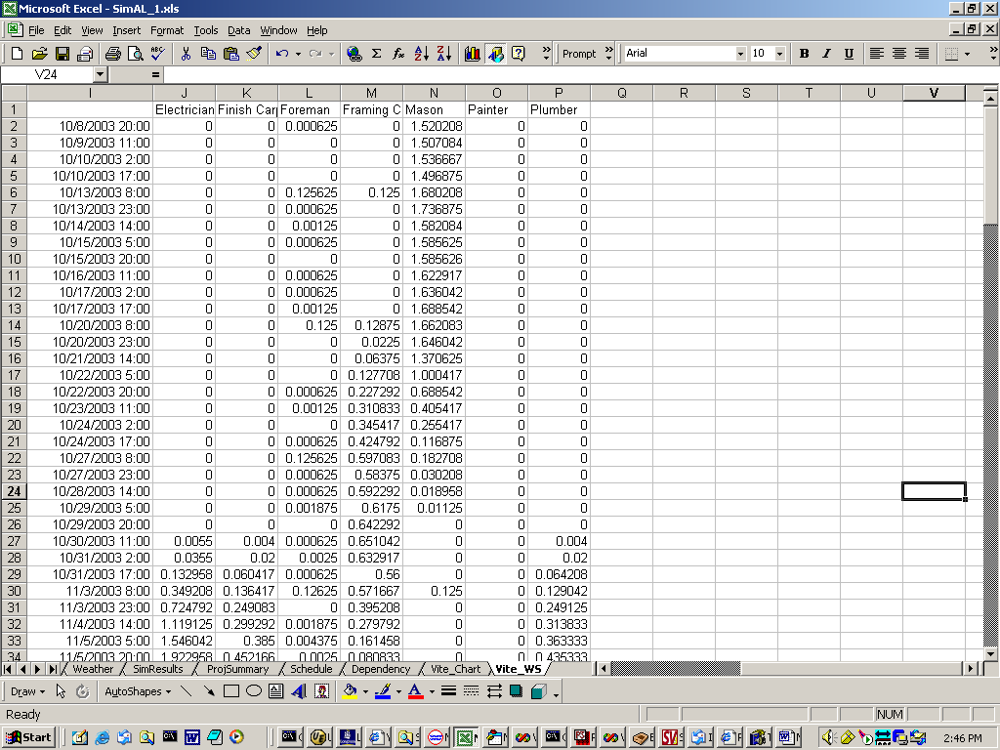 Microsoft Excel - SimAL_1.xls
File Edit View Insert Format Tools Data Window Help
Prompt Arial 10 B I U
V24 =
I J K L M N O P Q R S T U V
1 Electrician Finish Carp Foreman Framing C Mason Painter Plumber
2 10/8/2003 20:00 0 0 0.000625 0 1.520208 0 0
3 10/9/2003 11:00 0 0 0 0 1.507084 0 0
4 10/10/2003 2:00 0 0 0 0 1.536667 0 0
5 10/10/2003 17:00 0 0 0 0 1.496875 0 0
6 10/13/2003 8:00 0 0 0.125625 0.125 1.680208 0 0
7 10/13/2003 23:00 0 0 0.000625 0 1.736875 0 0
8 10/14/2003 14:00 0 0 0.00125 0 1.582084 0 0
9 10/15/2003 5:00 0 0 0.000625 0 1.585625 0 0
10 10/15/2003 20:00 0 0 0 0 1.585626 0 0
11 10/16/2003 11:00 0 0 0.000625 0 1.622917 0 0
12 10/17/2003 2:00 0 0 0.000625 0 1.636042 0 0
13 10/17/2003 17:00 0 0 0.00125 0 1.688542 0 0
14 10/20/2003 8:00 0 0 0.125 0.12875 1.662083 0 0
15 10/20/2003 23:00 0 0 0 0.0225 1.646042 0 0
16 10/21/2003 14:00 0 0 0 0.06375 1.370625 0 0
17 10/22/2003 5:00 0 0 0 0.127708 1.000417 0 0
18 10/22/2003 20:00 0 0 0.000625 0.227292 0.688542 0 0
19 10/23/2003 11:00 0 0 0.00125 0.310833 0.405417 0 0
20 10/24/2003 2:00 0 0 0 0.345417 0.255417 0 0
21 10/24/2003 17:00 0 0 0.000625 0.424792 0.116875 0 0
22 10/27/2003 8:00 0 0 0.125625 0.597083 0.182708 0 0
23 10/27/2003 23:00 0 0 0.000625 0.58375 0.030208 0 0
24 10/28/2003 14:00 0 0 0.000625 0.592292 0.018958 0 0
25 10/29/2003 5:00 0 0 0.001875 0.6175 0.01125 0 0
26 10/29/2003 20:00 0 0 0 0.642292 0 0 0
27 10/30/2003 11:00 0.0055 0.004 0.000625 0.651042 0 0 0.004
28 10/31/2003 2:00 0.0355 0.02 0.0025 0.632917 0 0 0.02
29 10/31/2003 17:00 0.132958 0.060417 0.000625 0.56 0 0 0.064208
30 11/3/2003 8:00 0.349208 0.136417 0.12625 0.571667 0.125 0 0.129042
31 11/3/2003 23:00 0.724792 0.249083 0 0.395208 0 0 0.249125
32 11/4/2003 14:00 1.119125 0.299292 0.001875 0.279792 0 0 0.313833
33 11/5/2003 5:00 1.546042 0.385 0.004375 0.161458 0 0 0.363333
34 11/5/2003 20:00 1.922958 0.452166 0.0025 0.080833 0 0 0.435333
Weather SimResults ProjSummary Schedule Dependency Vite_Chart Vite_WS
Draw AutoShapes
Ready NUM
Start 2:46 PM